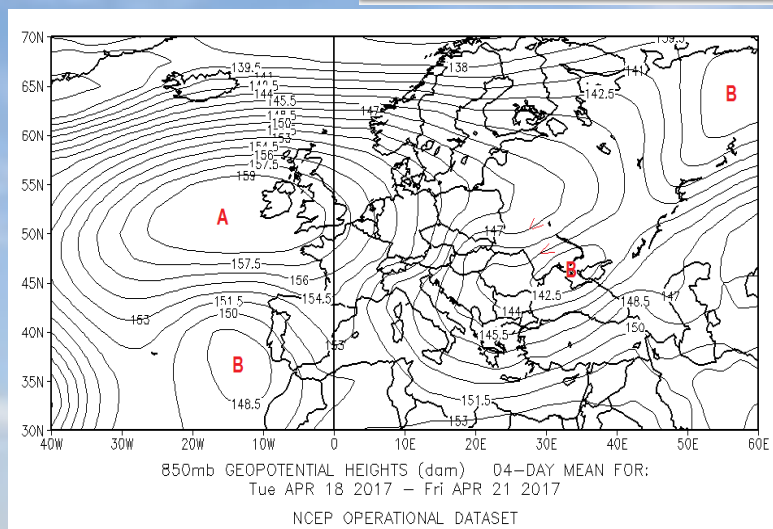 70N
65N
60N
55N
50N
45N
40N
35N
30N
40W 30W 20W 10W 0 10E 20E 30E 40E 50E 60E
139.5
141
142.5
144
145.5
148.5
150
153
154.5
156
157.5
159
A
157.5
156
154.5
151.5
150
153
B
148.5
153
138
147
141
142.5
139.5
B
147
B
142.5
144
145.5
148.5
147
150
151.5
153
850mb GEOPOTENTIAL HEIGHTS (dam) 04-DAY MEAN FOR:
Tue APR 18 2017 – Fri APR 21 2017
NCEP OPERATIONAL DATASET